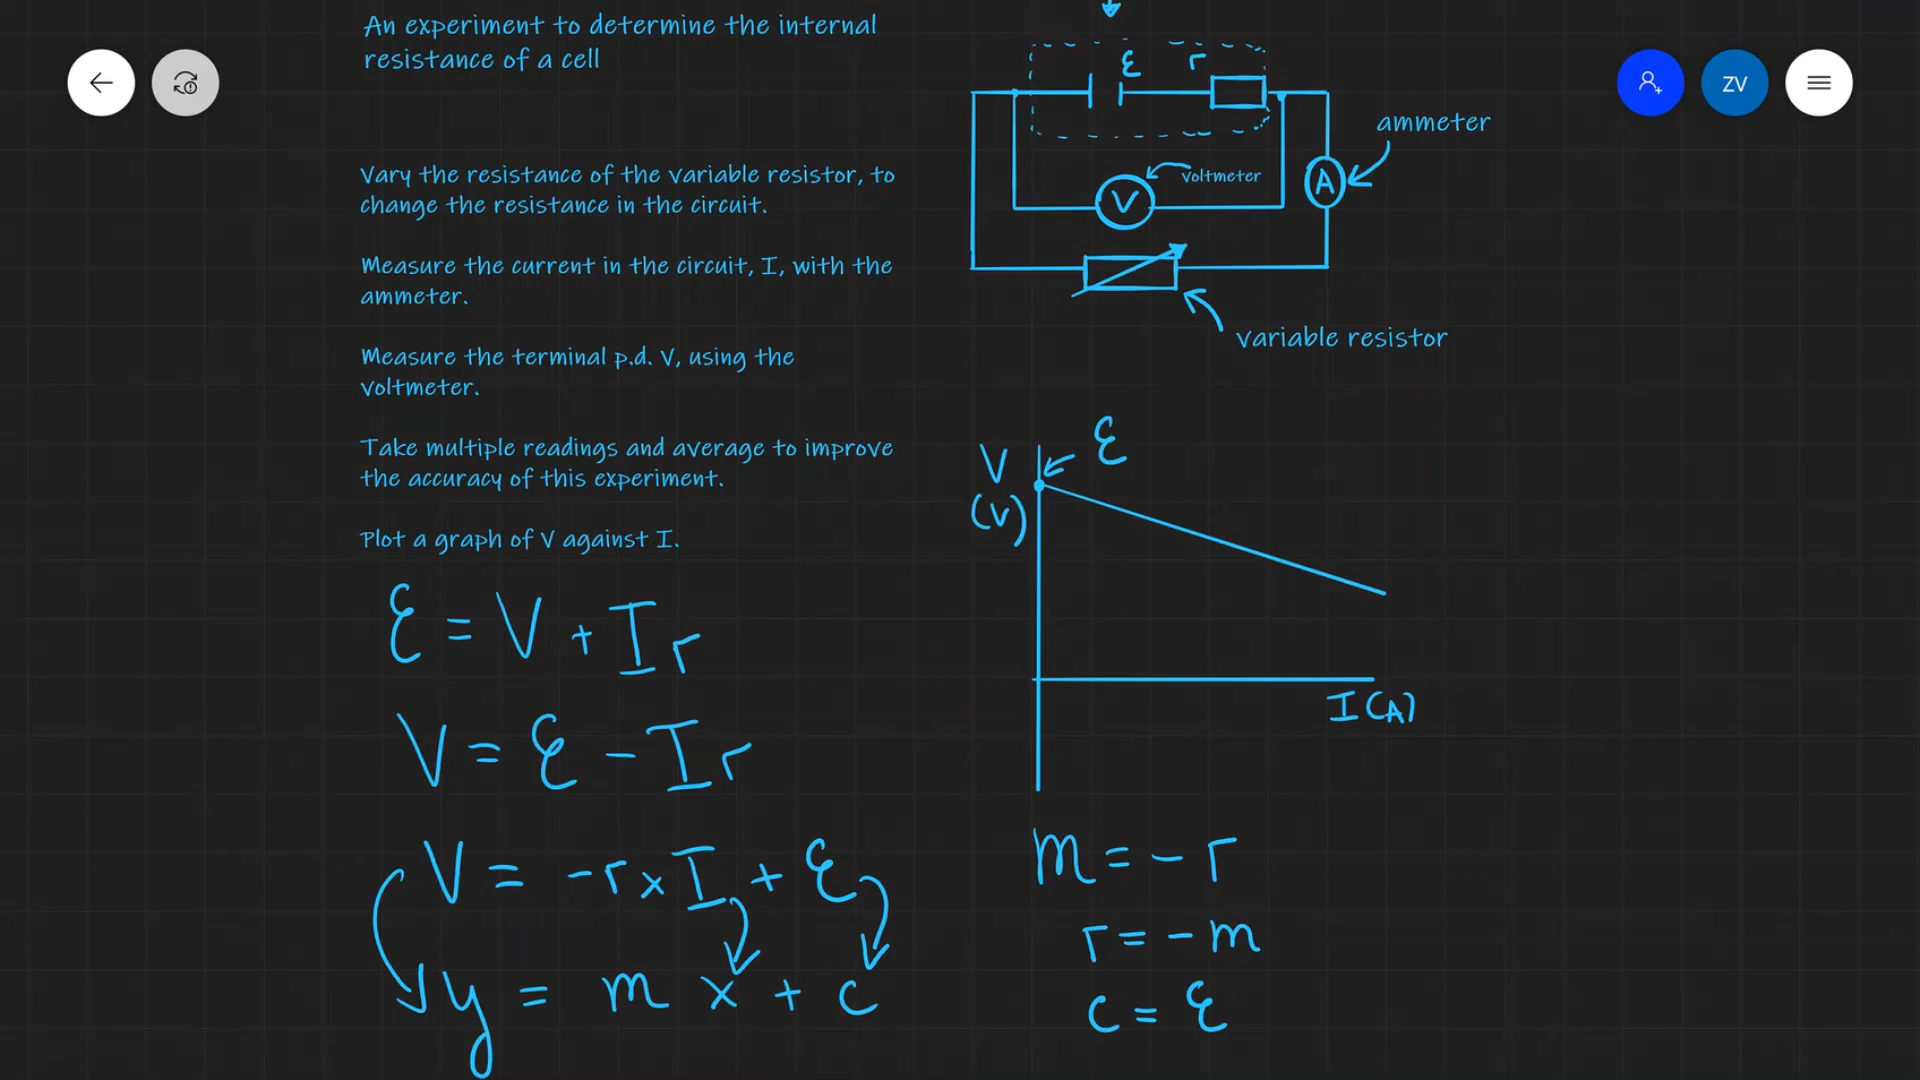 An experiment to determine the internal
resistance of a cell
ZV
Vary the resistance of the variable resistor, to
change the resistance in the circuit.
Measure the current in the circuit, I, with the
ammeter.
Measure the terminal p.d. V, using the
voltmeter.
Take multiple readings and average to improve
the accuracy of this experiment.
Plot a graph of V against I.
ε = V + Ir
V = ε - Ir
V = -r x I + ε
y = m x + c
ε r
ammeter
voltmeter
V
A
variable resistor
V
(V)
ε
I (A)
m = - r
r = - m
c = ε